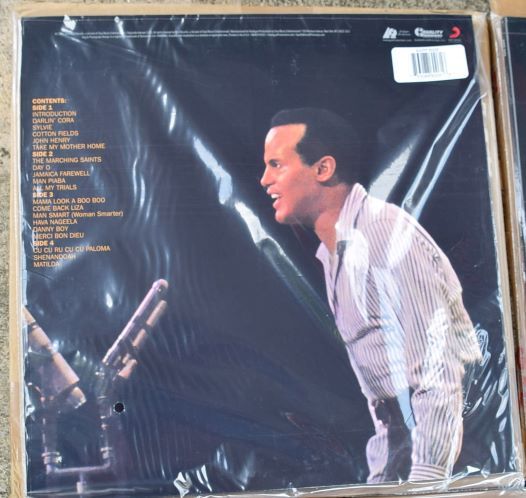 CONTENTS:
SIDE 1
INTRODUCTION
DARLIN' CORA
SYLVIE
COTTON FIELDS
JOHN HENRY
TAKE MY MOTHER HOME
SIDE 2
THE MARCHING SAINTS
DAY O
JAMAICA FAREWELL
MAN PIABA
ALL MY TRIALS
SIDE 3
MAMA LOOK A BOO BOO
COME BACK LIZA
MAN SMART (Woman Smarter)
HAVA NAGEELA
DANNY BOY
MERCI BON DIEU
SIDE 4
CU CU RU CU CU PALOMA
SHENANDOAH
MATILDA